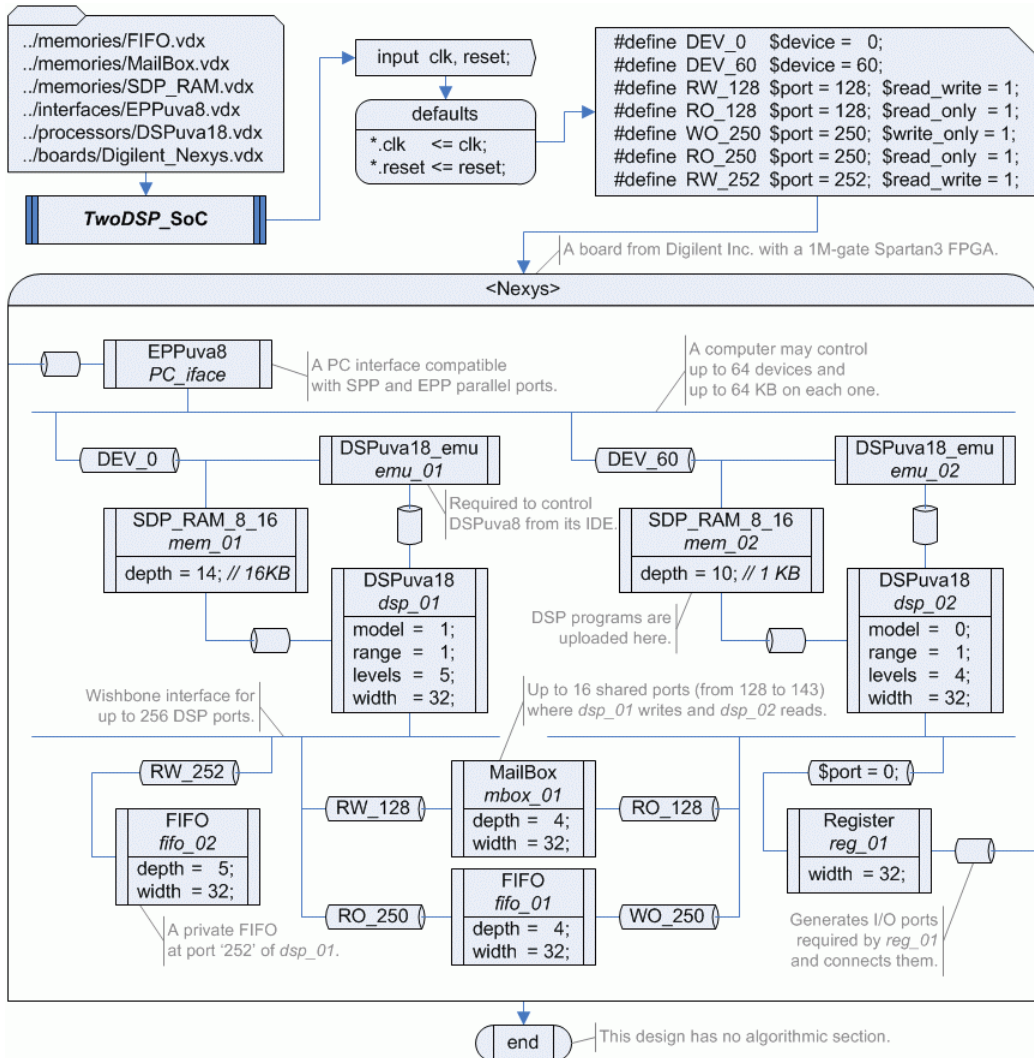 ../memories/FIFO.vdx
../memories/MailBox.vdx
../memories/SDP_RAM.vdx
../interfaces/EPPuva8.vdx
../processors/DSPuva18.vdx
../boards/Digilent_Nexys.vdx
TwoDSP_SoC
input clk, reset;
defaults
*.clk <= clk;
*.reset <= reset;
#define DEV_0 $device = 0;
#define DEV_60 $device = 60;
#define RW_128 $port = 128; $read_write = 1;
#define RO_128 $port = 128; $read_only = 1;
#define WO_250 $port = 250; $write_only = 1;
#define RO_250 $port = 250; $read_only = 1;
#define RW_252 $port = 252; $read_write = 1;
A board from Digilent Inc. with a 1M-gate Spartan3 FPGA.
<Nexys>
EPPuva8
PC_iface
A PC interface compatible
with SPP and EPP parallel ports.
A computer may control
up to 64 devices and
up to 64 KB on each one.
DEV_0
DSPuva18_emu
emu_01
DEV_60
DSPuva18_emu
emu_02
Required to control
DSPuva8 from its IDE.
SDP_RAM_8_16
mem_01
depth = 14; // 16KB
SDP_RAM_8_16
mem_02
depth = 10; // 1 KB
DSPuva18
dsp_01
model = 1;
range = 1;
levels = 5;
width = 32;
DSP programs are
uploaded here.
DSPuva18
dsp_02
model = 0;
range = 1;
levels = 4;
width = 32;
Wishbone interface for
up to 256 DSP ports.
Up to 16 shared ports (from 128 to 143)
where dsp_01 writes and dsp_02 reads.
RW_252
MailBox
mbox_01
depth = 4;
width = 32;
$port = 0;
RW_128
RO_128
FIFO
fifo_02
depth = 5;
width = 32;
Register
reg_01
width = 32;
FIFO
fifo_01
depth = 4;
width = 32;
RO_250
WO_250
A private FIFO
at port ‘252’ of dsp_01.
Generates I/O ports
required by reg_01
and connects them.
end
This design has no algorithmic section.